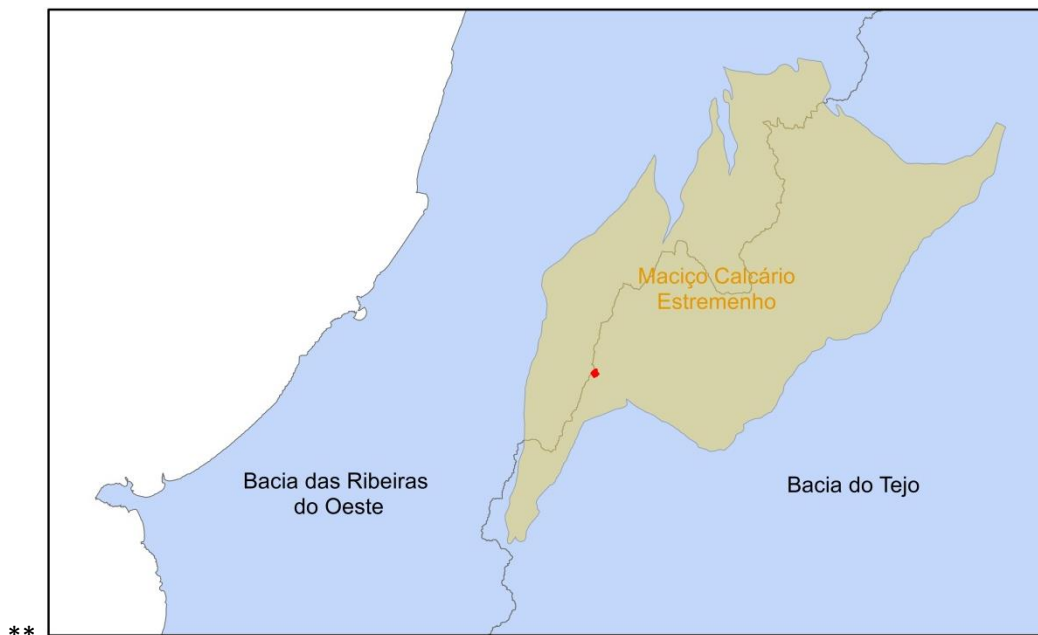 Maciço Calcário
Estremenho
Bacia das Ribeiras
do Oeste
Bacia do Tejo
**